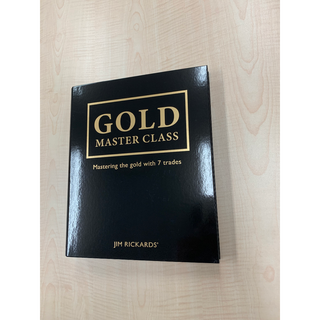 GOLD
MASTER CLASS
Mastering the gold with 7 trades
JIM RICKARDS'